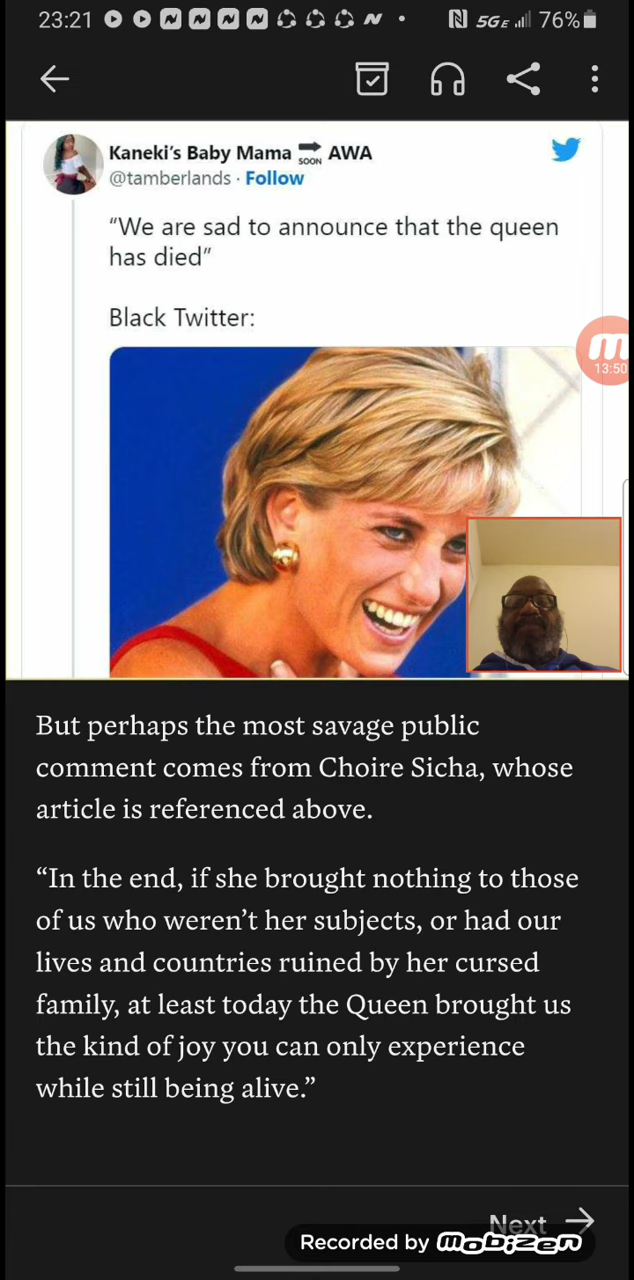 23:21
5GE 76%
Kaneki’s Baby Mama SOON AWA
@tamberlands · Follow
“We are sad to announce that the queen
has died”
Black Twitter:
m
13:50
But perhaps the most savage public
comment comes from Choire Sicha, whose
article is referenced above.
“In the end, if she brought nothing to those
of us who weren’t her subjects, or had our
lives and countries ruined by her cursed
family, at least today the Queen brought us
the kind of joy you can only experience
while still being alive.”
Next
Recorded by Mobizen